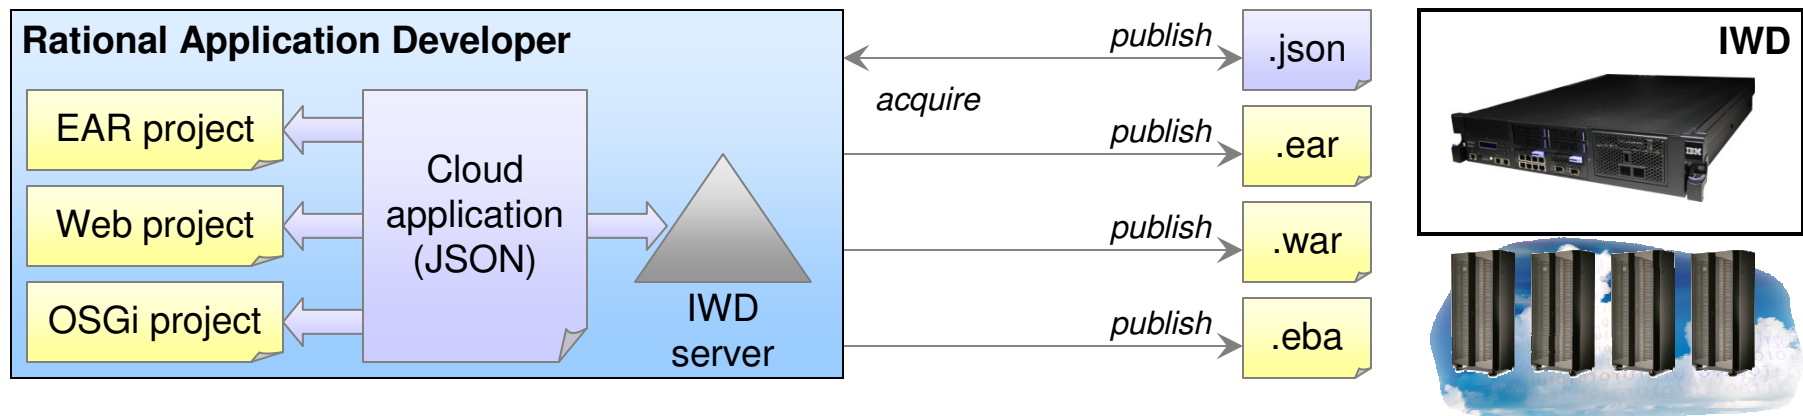 Rational Application Developer
EAR project
Web project
OSGi project
Cloud
application
(JSON)
IWD
server
publish
acquire
publish
publish
publish
.json
.ear
.war
.eba
IWD
IBM